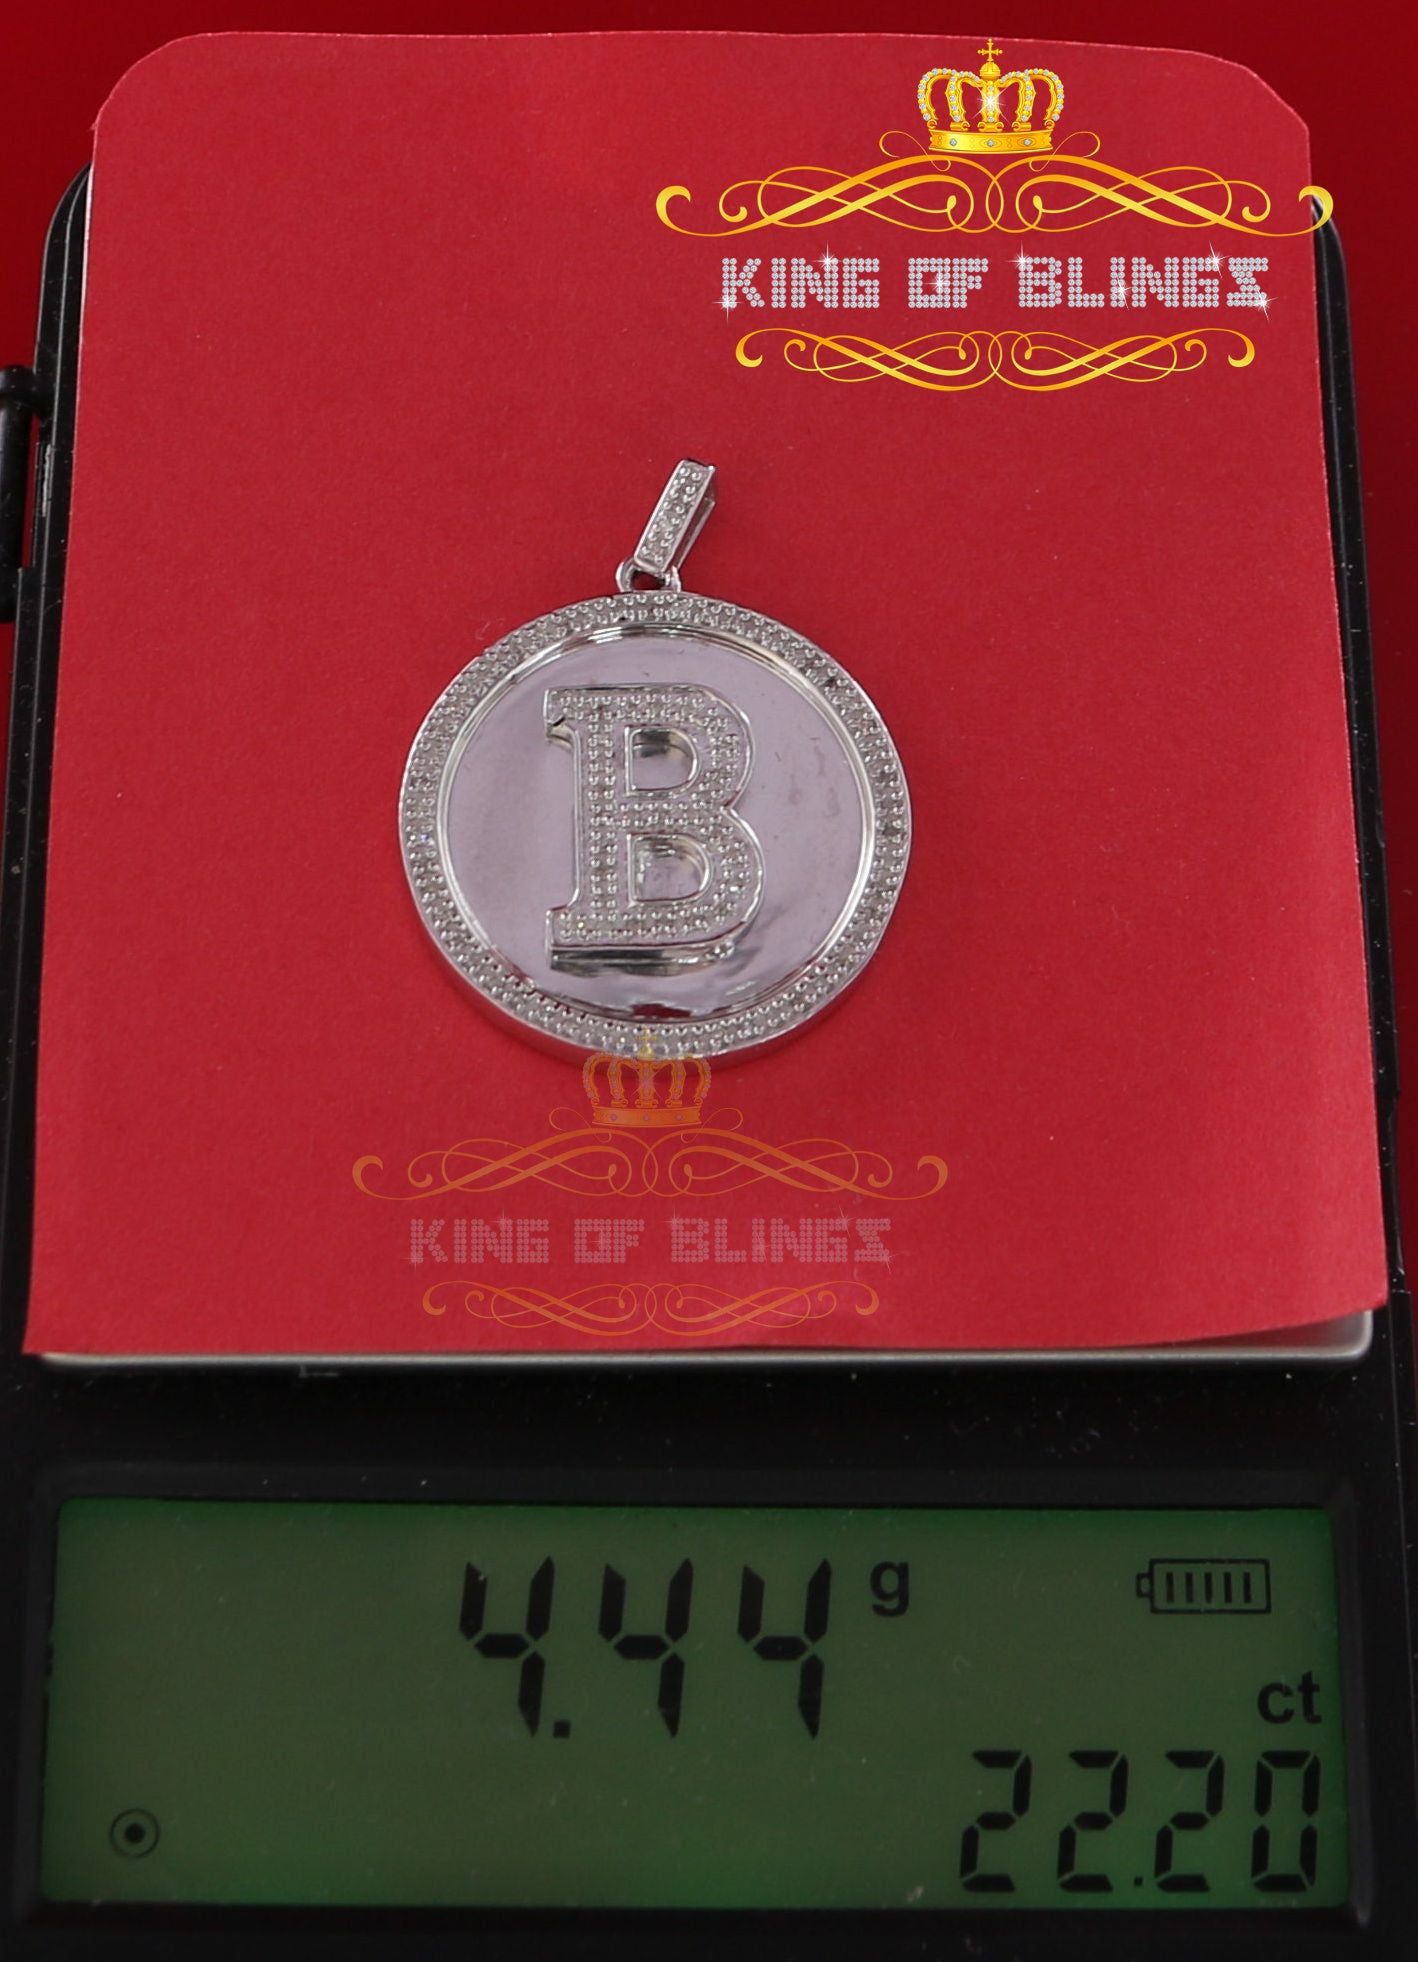 KING OF BLINGS
B
KING OF BLINGS
4.44 g
ct
22.20